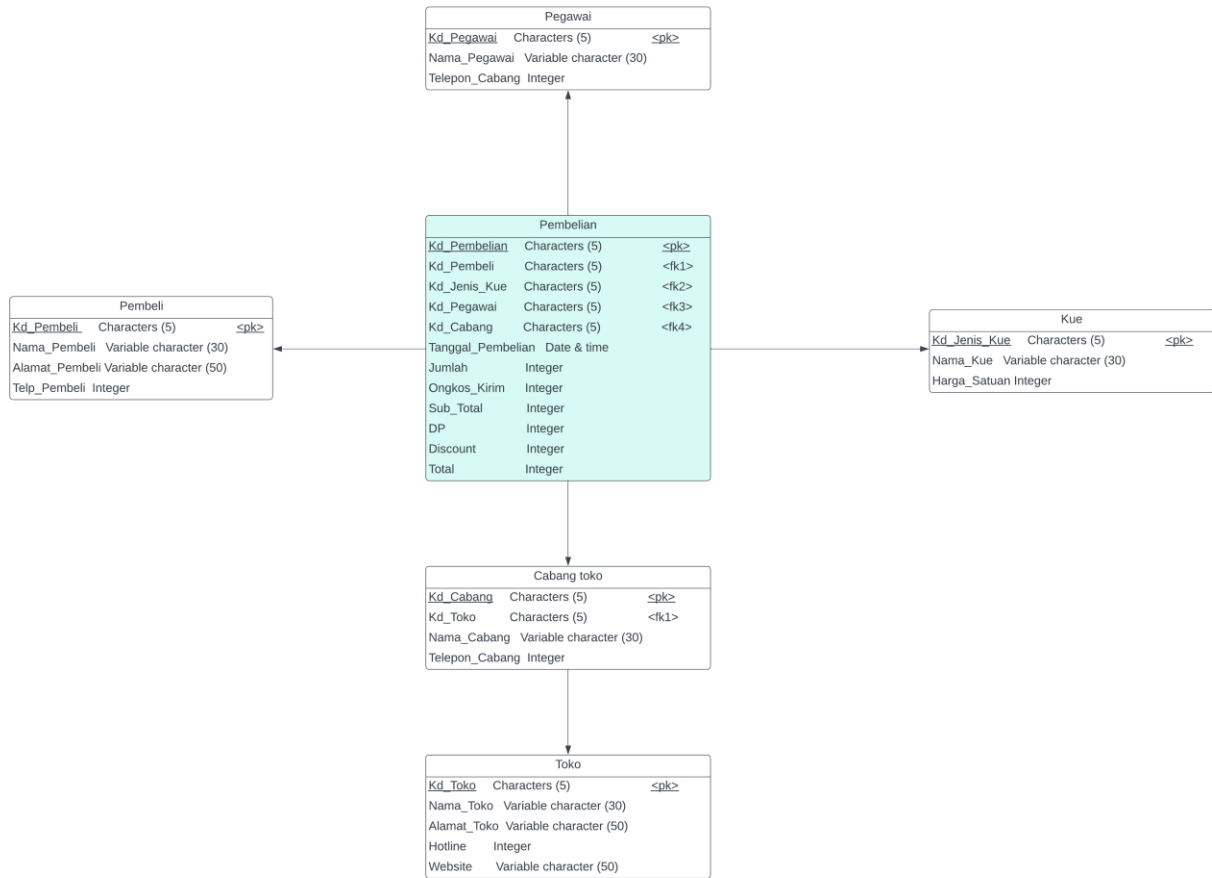 Pegawai
Kd_Pegawai Characters (5) <pk>
Nama_Pegawai Variable character (30)
Telepon_Cabang Integer
Pembelian
Kd_Pembelian Characters (5) <pk>
Kd_Pembeli Characters (5) <fk1>
Kd_Jenis_Kue Characters (5) <fk2>
Kd_Pegawai Characters (5) <fk3>
Kd_Cabang Characters (5) <fk4>
Tanggal_Pembelian Date & time
Jumlah Integer
Ongkos_Kirim Integer
Sub_Total Integer
DP Integer
Discount Integer
Total Integer
Pembeli
Kd_Pembeli Characters (5) <pk>
Nama_Pembeli Variable character (30)
Alamat_Pembeli Variable character (50)
Telp_Pembeli Integer
Kue
Kd_Jenis_Kue Characters (5) <pk>
Nama_Kue Variable character (30)
Harga_Satuan Integer
Cabang toko
Kd_Cabang Characters (5) <pk>
Kd_Toko Characters (5) <fk1>
Nama_Cabang Variable character (30)
Telepon_Cabang Integer
Toko
Kd_Toko Characters (5) <pk>
Nama_Toko Variable character (30)
Alamat_Toko Variable character (50)
Hotline Integer
Website Variable character (50)